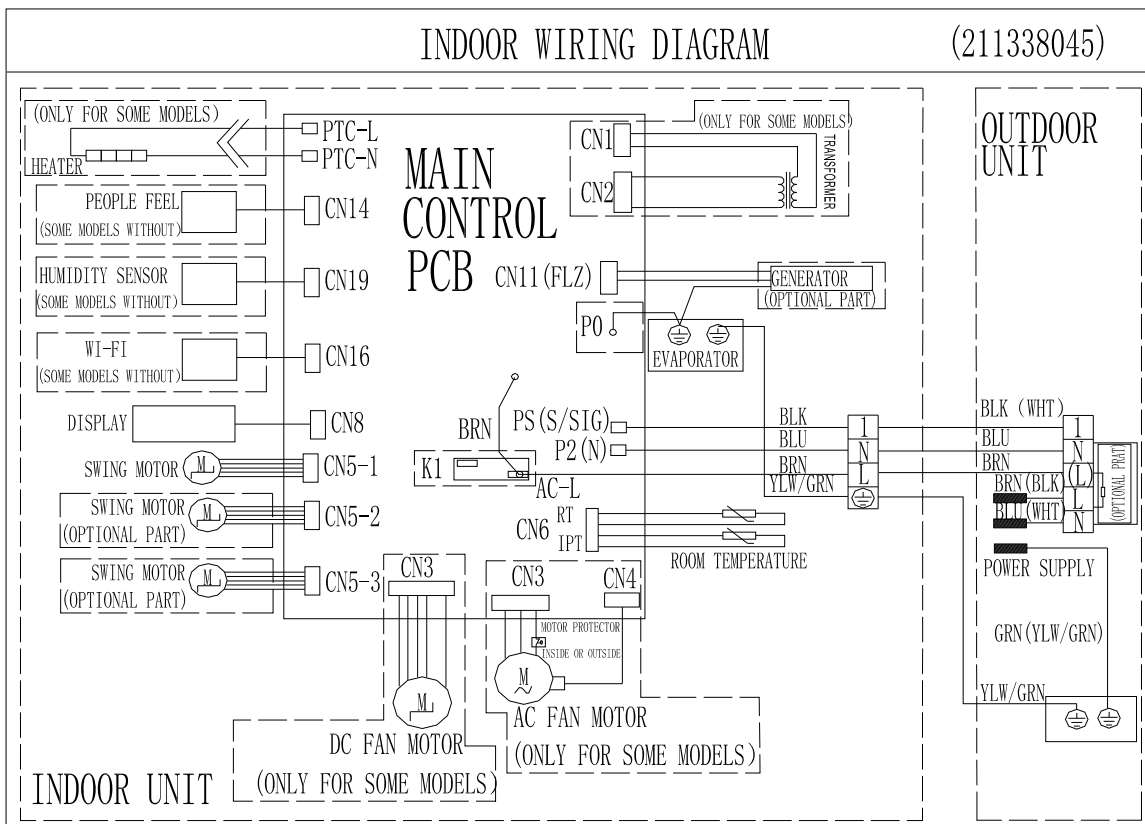 INDOOR WIRING DIAGRAM (211338045)
(ONLY FOR SOME MODELS)
HEATER
PTC-L
PTC-N
PEOPLE FEEL
(SOME MODELS WITHOUT)
CN14
HUMIDITY SENSOR
(SOME MODELS WITHOUT)
CN19
WI-FI
(SOME MODELS WITHOUT)
CN16
DISPLAY
CN8
SWING MOTOR
M
CN5-1
SWING MOTOR
(OPTIONAL PART)
M
CN5-2
SWING MOTOR
(OPTIONAL PART)
M
CN5-3
MAIN
CONTROL
PCB
(ONLY FOR SOME MODELS)
CN1
CN2
TRANSFORMER
CN11(FLZ)
GENERATOR
(OPTIONAL PART)
P0
EVAPORATOR
BRN
PS(S/SIG)
P2(N)
K1
AC-L
BLK
BLU
BRN
YLW/GRN
1
N
L
CN6
RT
IPT
ROOM TEMPERATURE
CN3
M
DC FAN MOTOR
(ONLY FOR SOME MODELS)
CN3
CN4
MOTOR PROTECTOR
INSIDE OR OUTSIDE
M
AC FAN MOTOR
(ONLY FOR SOME MODELS)
INDOOR UNIT
OUTDOOR
UNIT
BLK (WHT)
BLU
BRN
BRN(BLK)
BLU(WHT)
1
N
(L)
L
N
(OPTIONAL PRAT)
POWER SUPPLY
GRN(YLW/GRN)
YLW/GRN